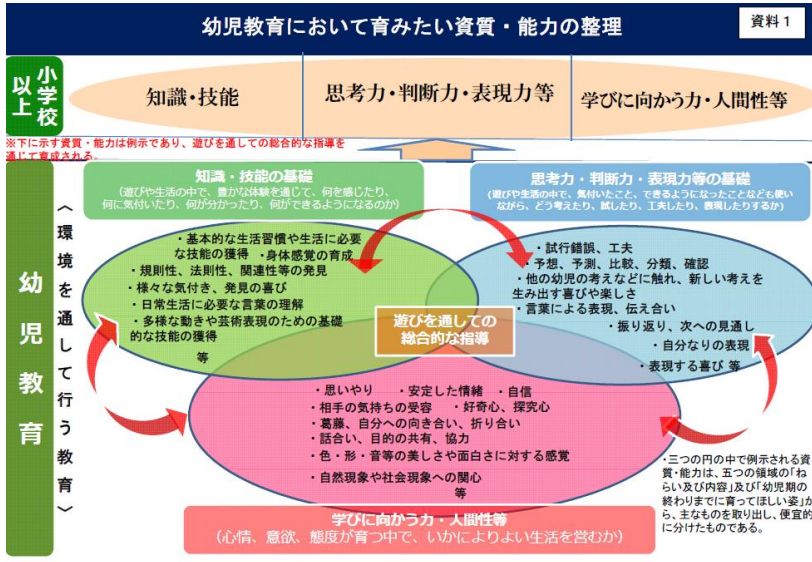 幼児教育において育みたい資質・能力の整理
資料1
小学校
以上
知識・技能
思考力・判断力・表現力等
学びに向かう力・人間性等
※下に示す資質・能力は例示であり、遊びを通しての総合的な指導を
通じて育成される。
幼児教育
〈環境を通して行う教育〉
知識・技能の基礎
(遊びや生活の中で、豊かな体験を通じて、何を感じたり、
何に気付いたり、何が分かったり、何ができるようになるのか)
思考力・判断力・表現力等の基礎
(遊びや生活の中で、気付いたこと、できるようになったことなども使い
ながら、どう考えたり、試したり、工夫したり、表現したりするか)
・基本的な生活習慣や生活に必要
な技能の獲得 ・身体感覚の育成
・規則性、法則性、関連性等の発見
・様々な気付き、発見の喜び
・日常生活に必要な言葉の理解
・多様な動きや芸術表現のための基礎
的な技能の獲得
等
・試行錯誤、工夫
・予想、予測、比較、分類、確認
・他の幼児の考えなどに触れ、新しい考えを
生み出す喜びや楽しさ
・言葉による表現、伝え合い
・振り返り、次への見通し
・自分なりの表現
・表現する喜び 等
遊びを通しての
総合的な指導
・思いやり ・安定した情緒 ・自信
・相手の気持ちの受容 ・好奇心、探究心
・葛藤、自分への向き合い、折り合い
・話合い、目的の共有、協力
・色・形・音等の美しさや面白さに対する感覚
・自然現象や社会現象への関心
等
・三つの円の中で例示される資
質・能力は、五つの領域の「ね
らい及び内容」及び「幼児期の
終わりまでに育ってほしい姿」か
ら、主なものを取り出し、便宜的
に分けたものである。
学びに向かう力・人間性等
(心情、意欲、態度が育つ中で、いかによりよい生活を営むか)